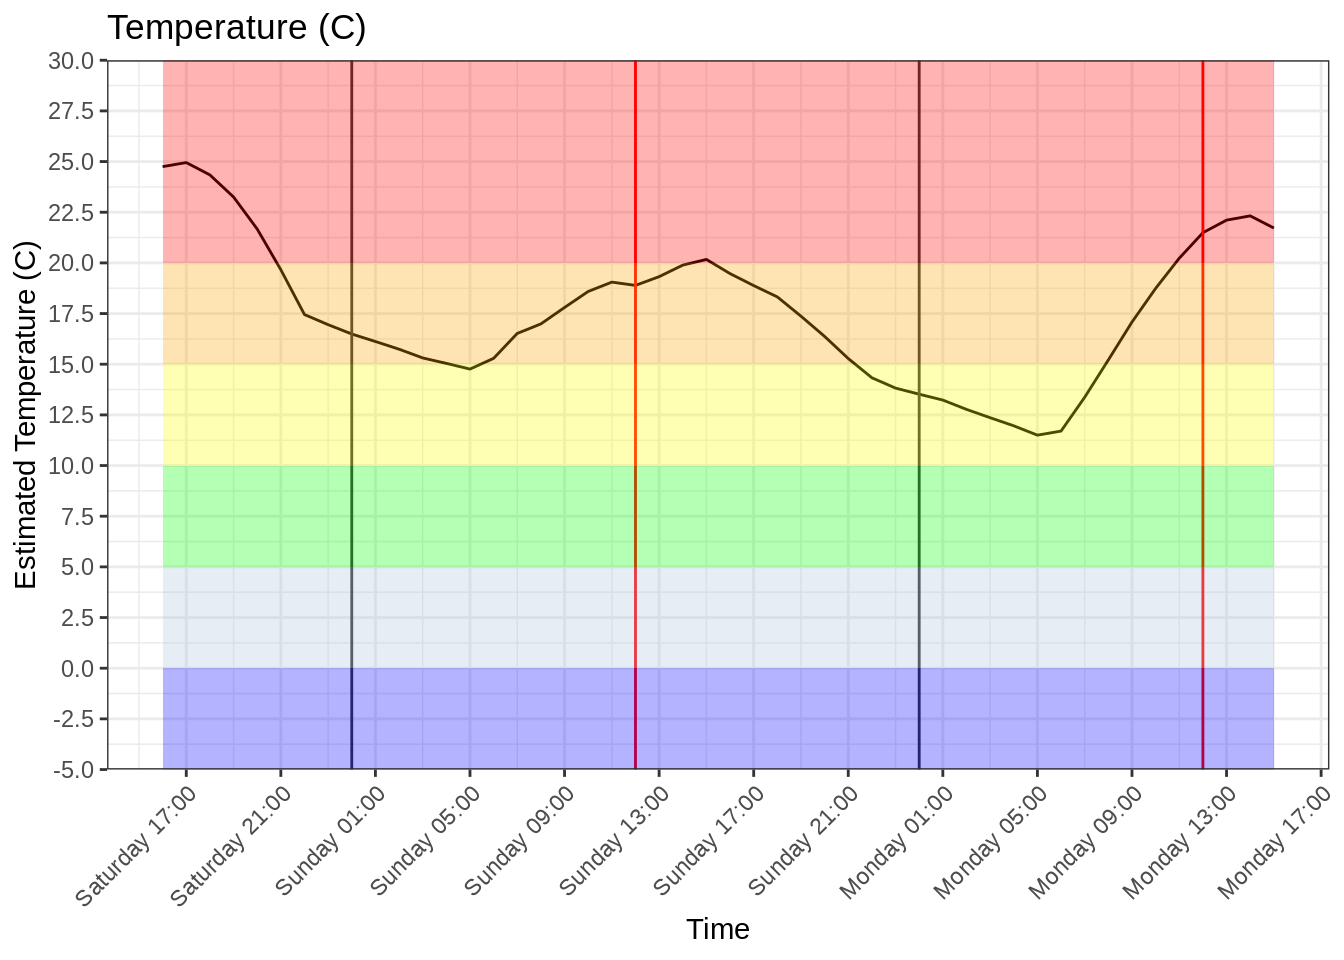 Temperature (C)
Estimated Temperature (C)
30.0
27.5
25.0
22.5
20.0
17.5
15.0
12.5
10.0
7.5
5.0
2.5
0.0
-2.5
-5.0
Saturday 17:00
Saturday 21:00
Sunday 01:00
Sunday 05:00
Sunday 09:00
Sunday 13:00
Sunday 17:00
Sunday 21:00
Monday 01:00
Monday 05:00
Monday 09:00
Monday 13:00
Monday 17:00
Time